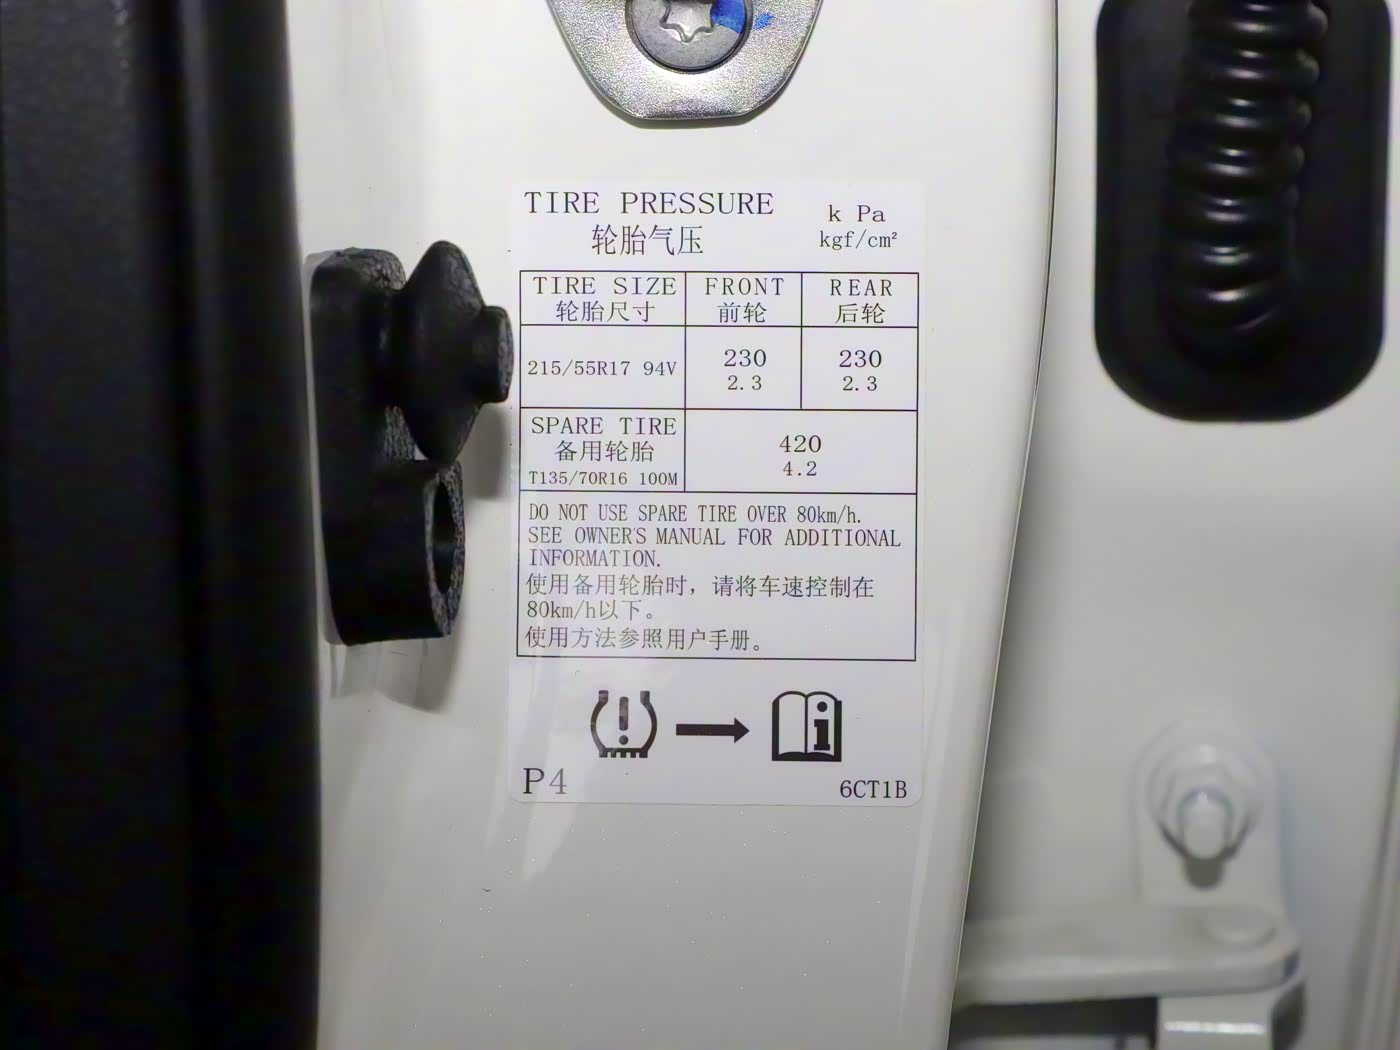 TIRE PRESSURE
轮胎气压
k Pa
kgf/cm²
TIRE SIZE
轮胎尺寸
FRONT
前轮
REAR
后轮
215/55R17 94V
230
2.3
230
2.3
SPARE TIRE
备用轮胎
T135/70R16 100M
420
4.2
DO NOT USE SPARE TIRE OVER 80km/h.
SEE OWNER'S MANUAL FOR ADDITIONAL
INFORMATION.
使用备用轮胎时，请将车速控制在
80km/h以下。
使用方法参照用户手册。
P4
6CT1B